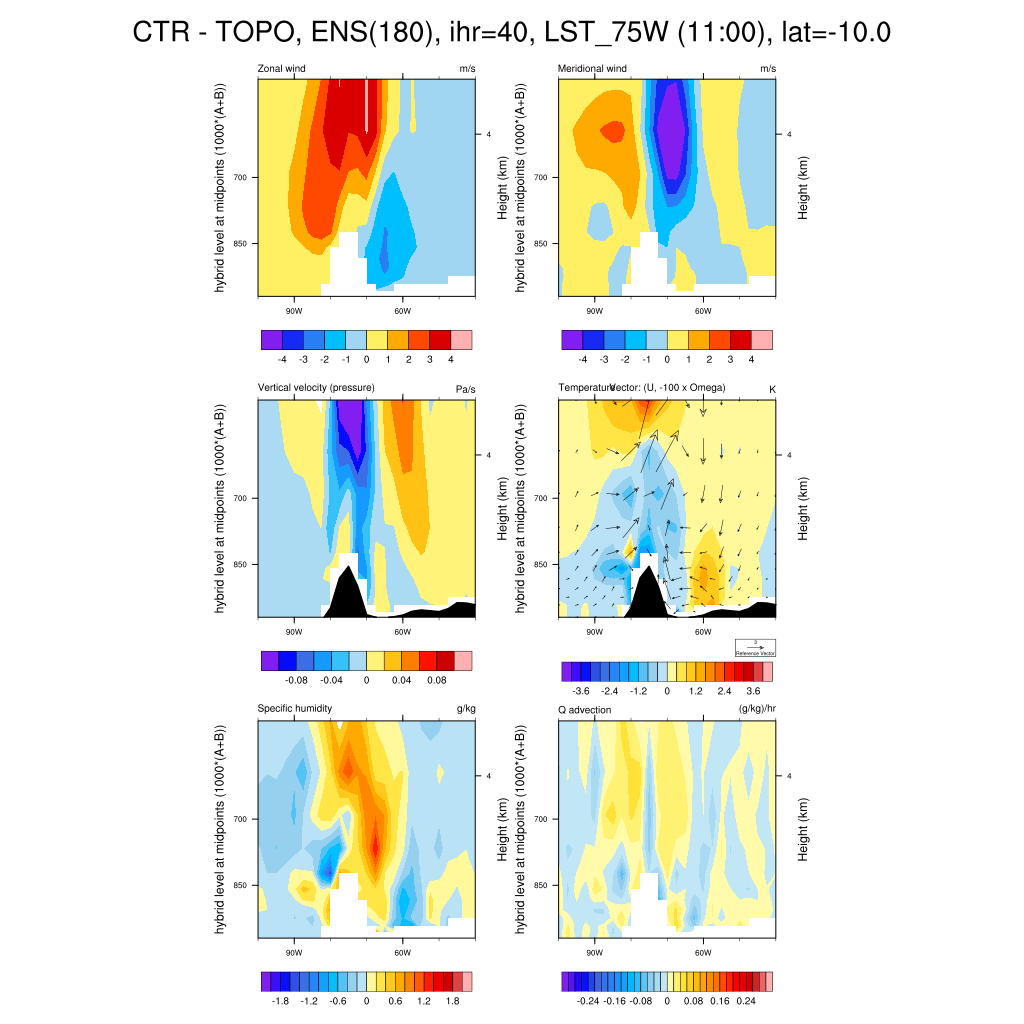 CTR - TOPO, ENS(180), ihr=40, LST_75W (11:00), lat=-10.0
Zonal wind m/s
hybrid level at midpoints (1000*(A+B))
700
850
4
Height (km)
90W 60W
-4 -3 -2 -1 0 1 2 3 4
Meridional wind m/s
hybrid level at midpoints (1000*(A+B))
700
850
4
Height (km)
90W 60W
-4 -3 -2 -1 0 1 2 3 4
Vertical velocity (pressure) Pa/s
hybrid level at midpoints (1000*(A+B))
700
850
4
Height (km)
90W 60W
-0.08 -0.04 0 0.04 0.08
Temperature Vector: (U, -100 x Omega) K
hybrid level at midpoints (1000*(A+B))
700
850
4
Height (km)
90W 60W
3
Reference Vector
-3.6 -2.4 -1.2 0 1.2 2.4 3.6
Specific humidity g/kg
hybrid level at midpoints (1000*(A+B))
700
850
4
Height (km)
90W 60W
-1.8 -1.2 -0.6 0 0.6 1.2 1.8
Q advection (g/kg)/hr
hybrid level at midpoints (1000*(A+B))
700
850
4
Height (km)
90W 60W
-0.24 -0.16 -0.08 0 0.08 0.16 0.24